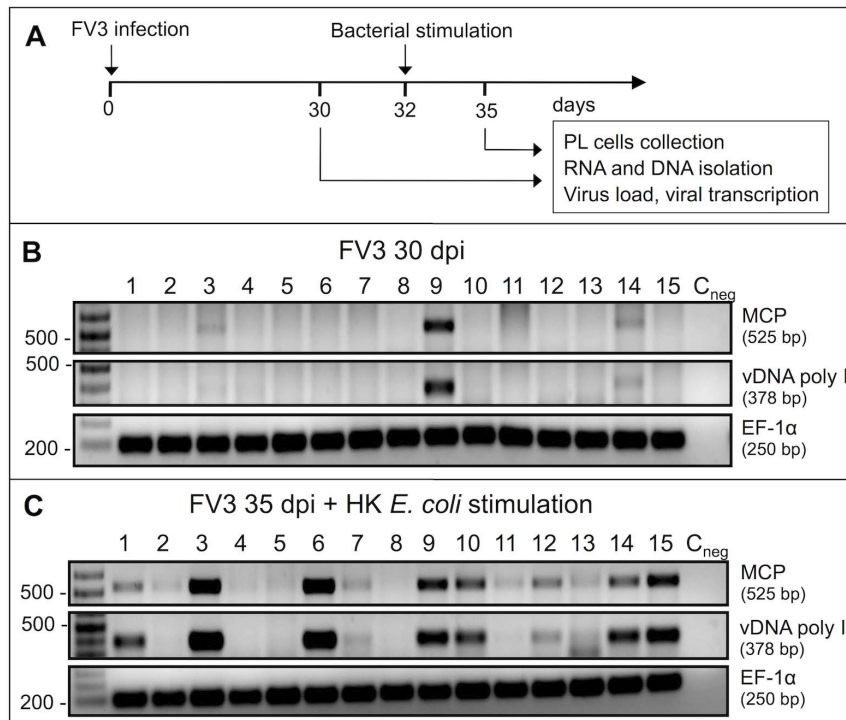 A
FV3 infection
Bacterial stimulation
0
30
32
35
days
PL cells collection
RNA and DNA isolation
Virus load, viral transcription
B
FV3 30 dpi
1 2 3 4 5 6 7 8 9 10 11 12 13 14 15 Cneg
500 -
MCP
(525 bp)
500 -
vDNA poly I
(378 bp)
200 -
EF-1α
(250 bp)
C
FV3 35 dpi + HK E. coli stimulation
1 2 3 4 5 6 7 8 9 10 11 12 13 14 15 Cneg
500 -
MCP
(525 bp)
500 -
vDNA poly I
(378 bp)
200 -
EF-1α
(250 bp)